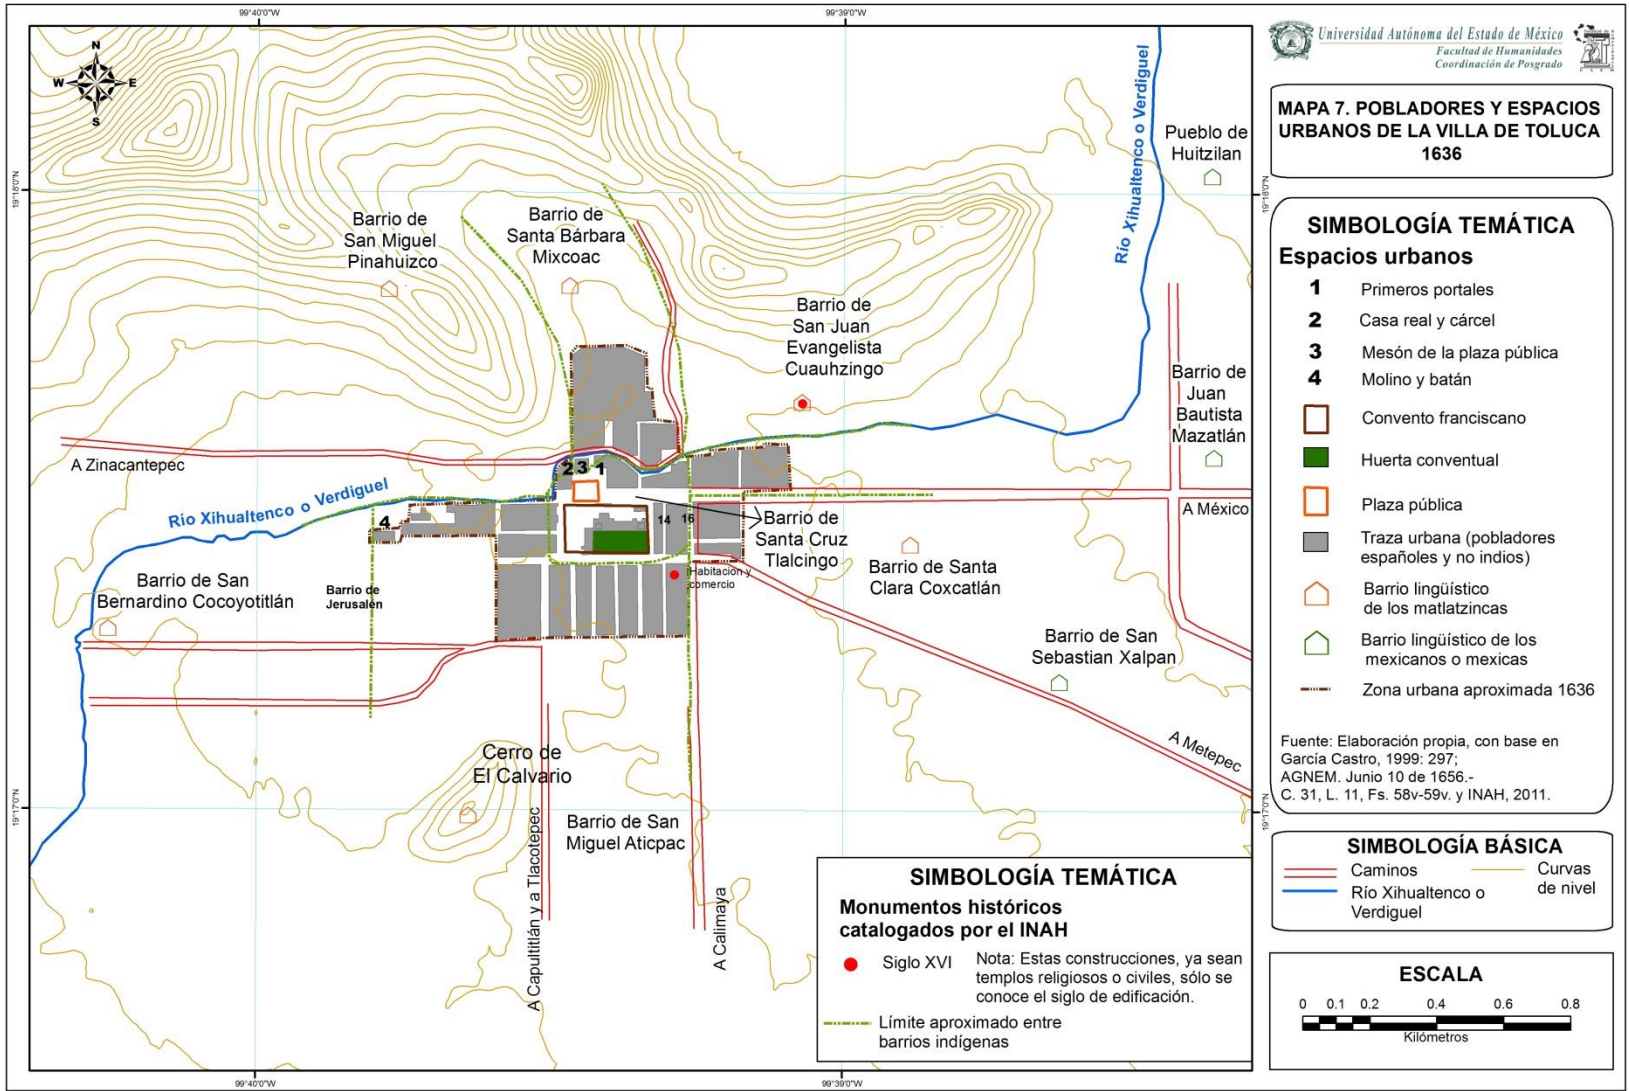 99°40'0"W
99°39'0"W
N
W
E
S
19°18'0"N
19°18'0"N
Río Xihualtenco o Verdiguel
Pueblo de
Huitzilan
Barrio de
San Miguel
Pinahuizco
Barrio de
Santa Bárbara
Mixcoac
Barrio de
San Juan
Evangelista
Cuauhzingo
Barrio de
Juan
Bautista
Mazatlán
A Zinacantepec
2
3
1
Río Xihualtenco o Verdiguel
4
14
16
A México
Barrio de
Santa Cruz
Tlalcingo
Barrio de Santa
Clara Coxcatlán
Habitación y
comercio
Barrio de San
Bernardino Cocoyotitlán
Barrio de
Jerusalén
Barrio de San
Sebastian Xalpan
A Metepec
Cerro de
El Calvario
19°17'0"N
19°17'0"N
Barrio de San
Miguel Aticpac
A Capultitlán y a Tlacotepec
A Calimaya
99°40'0"W
99°39'0"W
SIMBOLOGÍA TEMÁTICA
Monumentos históricos
catalogados por el INAH
Siglo XVI
Nota: Estas construcciones, ya sean
templos religiosos o civiles, sólo se
conoce el siglo de edificación.
Límite aproximado entre
barrios indígenas
Universidad Autónoma del Estado de México
Facultad de Humanidades
Coordinación de Posgrado
MAPA 7. POBLADORES Y ESPACIOS
URBANOS DE LA VILLA DE TOLUCA
1636
SIMBOLOGÍA TEMÁTICA
Espacios urbanos
1 Primeros portales
2 Casa real y cárcel
3 Mesón de la plaza pública
4 Molino y batán
Convento franciscano
Huerta conventual
Plaza pública
Traza urbana (pobladores
españoles y no indios)
Barrio lingüístico
de los matlatzincas
Barrio lingüístico de los
mexicanos o mexicas
Zona urbana aproximada 1636
Fuente: Elaboración propia, con base en
García Castro, 1999: 297;
AGNEM. Junio 10 de 1656.-
C. 31, L. 11, Fs. 58v-59v. y INAH, 2011.
SIMBOLOGÍA BÁSICA
Caminos
Río Xihualtenco o
Verdiguel
Curvas
de nivel
ESCALA
0 0.1 0.2 0.4 0.6 0.8
Kilómetros